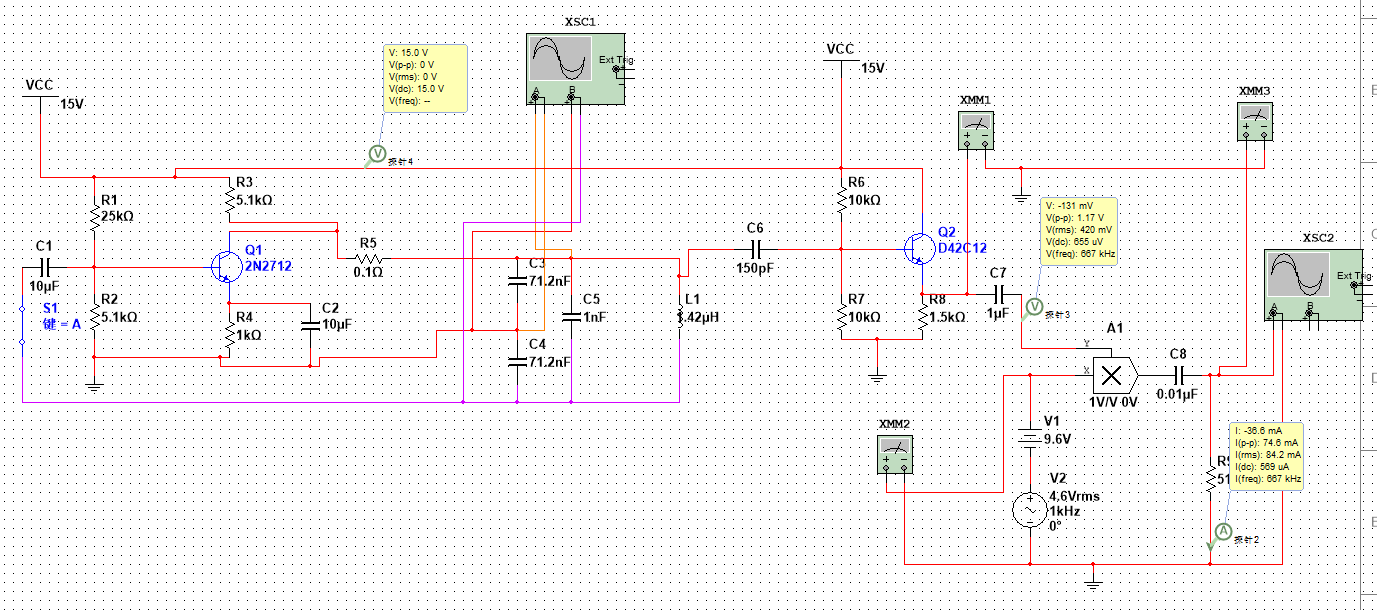 XSC1
Ext Trig
A
B
V: 15.0 V
V(p-p): 0 V
V(rms): 0 V
V(dc): 15.0 V
V(freq): --
探针4
VCC
15V
VCC
15V
XMM1
XMM3
R1
25kΩ
R3
5.1kΩ
R6
10kΩ
V: -131 mV
V(p-p): 1.17 V
V(rms): 420 mV
V(dc): 655 uV
V(freq): 667 kHz
探针3
C1
10µF
Q1
2N2712
R5
0.1Ω
C6
150pF
Q2
D42C12
C7
1µF
XSC2
Ext Trig
A
B
S1
键 = A
R2
5.1kΩ
R4
1kΩ
C2
10µF
C3
71.2nF
C5
1nF
L1
1.42µH
R7
10kΩ
R8
1.5kΩ
C4
71.2nF
A1
Y
X
1V/V 0V
C8
0.01µF
XMM2
V1
9.6V
V2
4.6Vrms
1kHz
0°
I: -36.6 mA
I(p-p): 74.6 mA
I(rms): 84.2 mA
I(dc): 569 uA
I(freq): 667 kHz
探针2
E
C
E